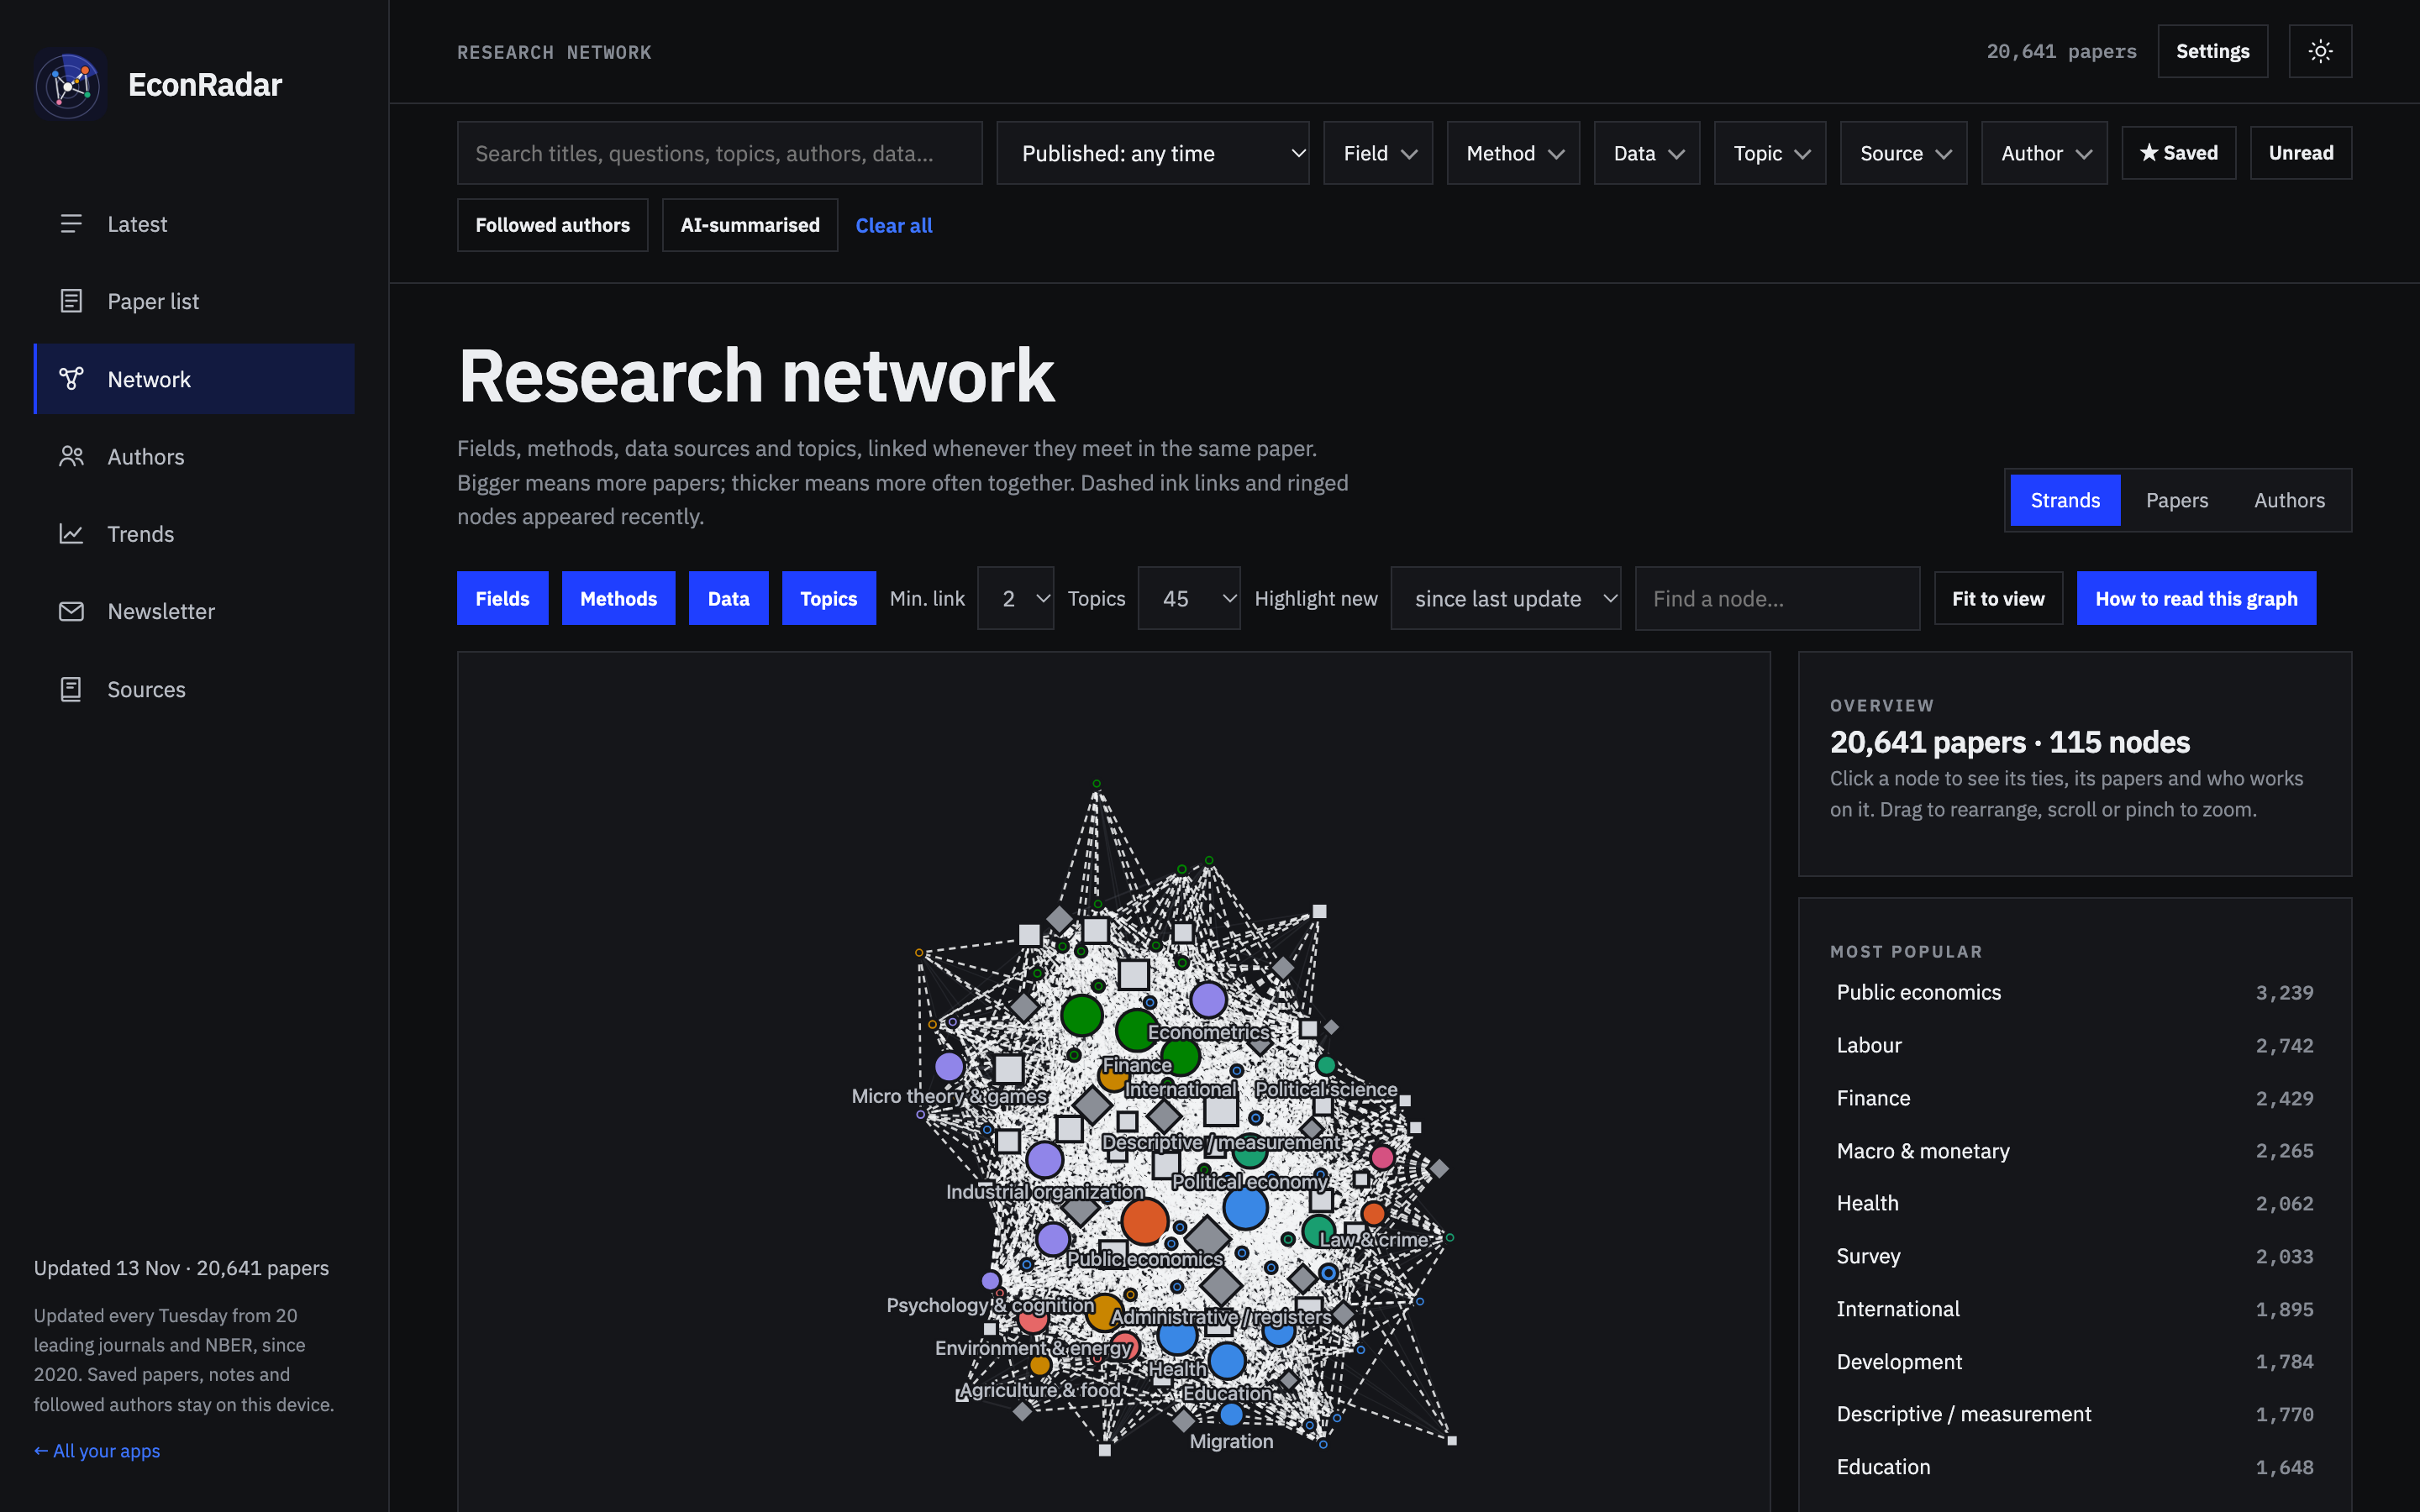 EconRadar
Latest
Paper list
Network
Authors
Trends
Newsletter
Sources
Updated 13 Nov · 20,641 papers
Updated every Tuesday from 20
leading journals and NBER, since
2020. Saved papers, notes and
followed authors stay on this device.
← All your apps
RESEARCH NETWORK
20,641 papers
Settings
Search titles, questions, topics, authors, data...
Published: any time
Field
Method
Data
Topic
Source
Author
★ Saved
Unread
Followed authors
AI-summarised
Clear all
Research network
Fields, methods, data sources and topics, linked whenever they meet in the same paper.
Bigger means more papers; thicker means more often together. Dashed ink links and ringed
nodes appeared recently.
Strands
Papers
Authors
Fields
Methods
Data
Topics
Min. link
2
Topics
45
Highlight new
since last update
Find a node...
Fit to view
How to read this graph
Econometrics
Finance
International
Political science
Micro theory & games
Descriptive / measurement
Political economy
Industrial organization
Law & crime
Public economics
Psychology & cognition
Administrative / registers
Environment & energy
Health
Agriculture & food
Education
Migration
OVERVIEW
20,641 papers · 115 nodes
Click a node to see its ties, its papers and who works
on it. Drag to rearrange, scroll or pinch to zoom.
MOST POPULAR
Public economics 3,239
Labour 2,742
Finance 2,429
Macro & monetary 2,265
Health 2,062
Survey 2,033
International 1,895
Development 1,784
Descriptive / measurement 1,770
Education 1,648